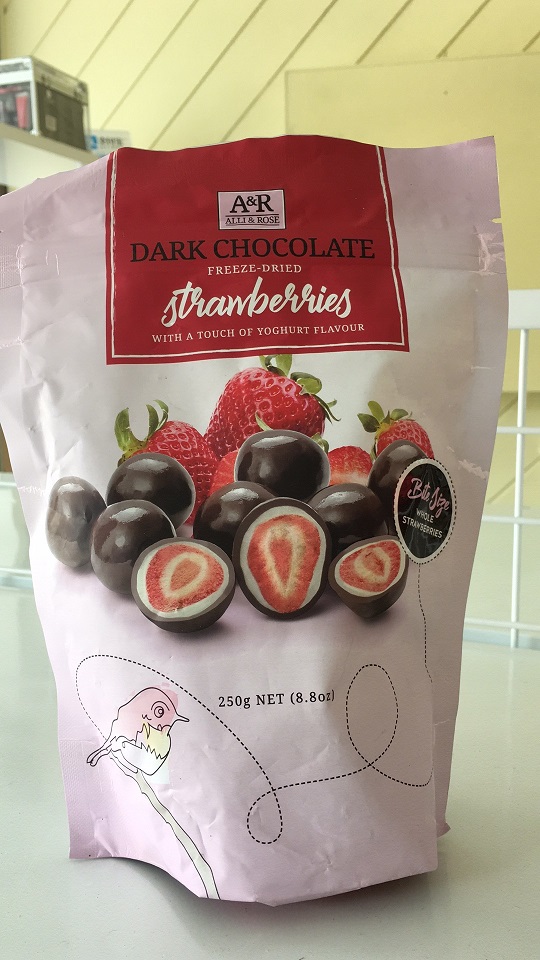 A&R
ALLI & ROSE
DARK CHOCOLATE
FREEZE-DRIED
strawberries
WITH A TOUCH OF YOGHURT FLAVOUR
Bite Size
WHOLE
STRAWBERRIES
250g NET (8.8oz)